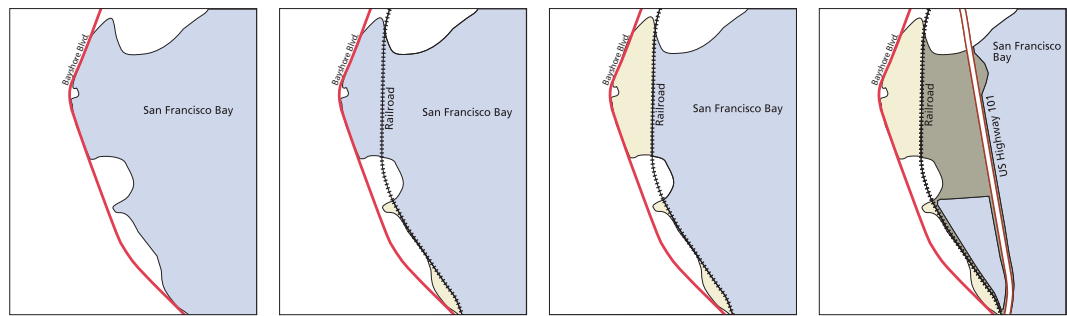 Bayshore Blvd.
San Francisco Bay
Bayshore Blvd.
Railroad
San Francisco Bay
Bayshore Blvd.
Railroad
San Francisco Bay
Bayshore Blvd.
Railroad
US Highway 101
San Francisco
Bay